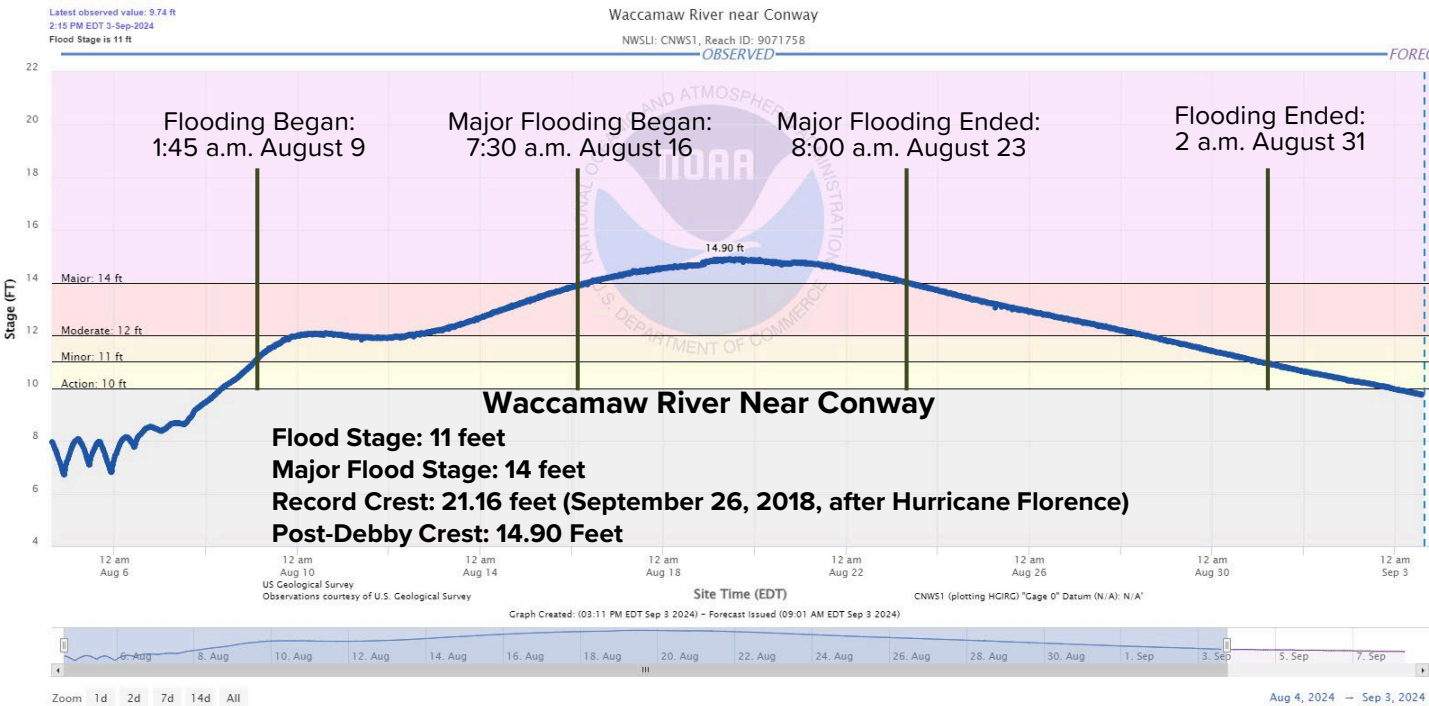 Latest observed value: 9.74 ft
2:15 PM EDT 3-Sep-2024
Flood Stage is 11 ft
Waccamaw River near Conway
NWSLI: CNWS1, Reach ID: 9071758
OBSERVED
FOREC
22
20
18
16
14
12
10
8
6
4
Stage (FT)
Flooding Began:
1:45 a.m. August 9
Major Flooding Began:
7:30 a.m. August 16
Major Flooding Ended:
8:00 a.m. August 23
Flooding Ended:
2 a.m. August 31
NATIONAL OCEANIC AND ATMOSPHERIC ADMINISTRATION
NOAA
U.S. DEPARTMENT OF COMMERCE
14.90 ft
Major: 14 ft
Moderate: 12 ft
Minor: 11 ft
Action: 10 ft
Waccamaw River Near Conway
Flood Stage: 11 feet
Major Flood Stage: 14 feet
Record Crest: 21.16 feet (September 26, 2018, after Hurricane Florence)
Post-Debby Crest: 14.90 Feet
12 am 12 am 12 am 12 am 12 am 12 am 12 am 12 am
Aug 6 Aug 10 Aug 14 Aug 18 Aug 22 Aug 26 Aug 30 Sep 3
US Geological Survey
Observations courtesy of U.S. Geological Survey
Site Time (EDT)
CNWS1 (plotting HGIRG) "Gage 0" Datum (N/A): N/A'
Graph Created: (03:11 PM EDT Sep 3 2024) - Forecast Issued (09:01 AM EDT Sep 3 2024)
6. Aug 8. Aug 10. Aug 12. Aug 14. Aug 16. Aug 18. Aug 20. Aug 22. Aug 24. Aug 26. Aug 28. Aug 30. Aug 1. Sep 3. Sep 5. Sep 7. Sep
Zoom 1d 2d 7d 14d All
Aug 4, 2024 → Sep 3, 2024